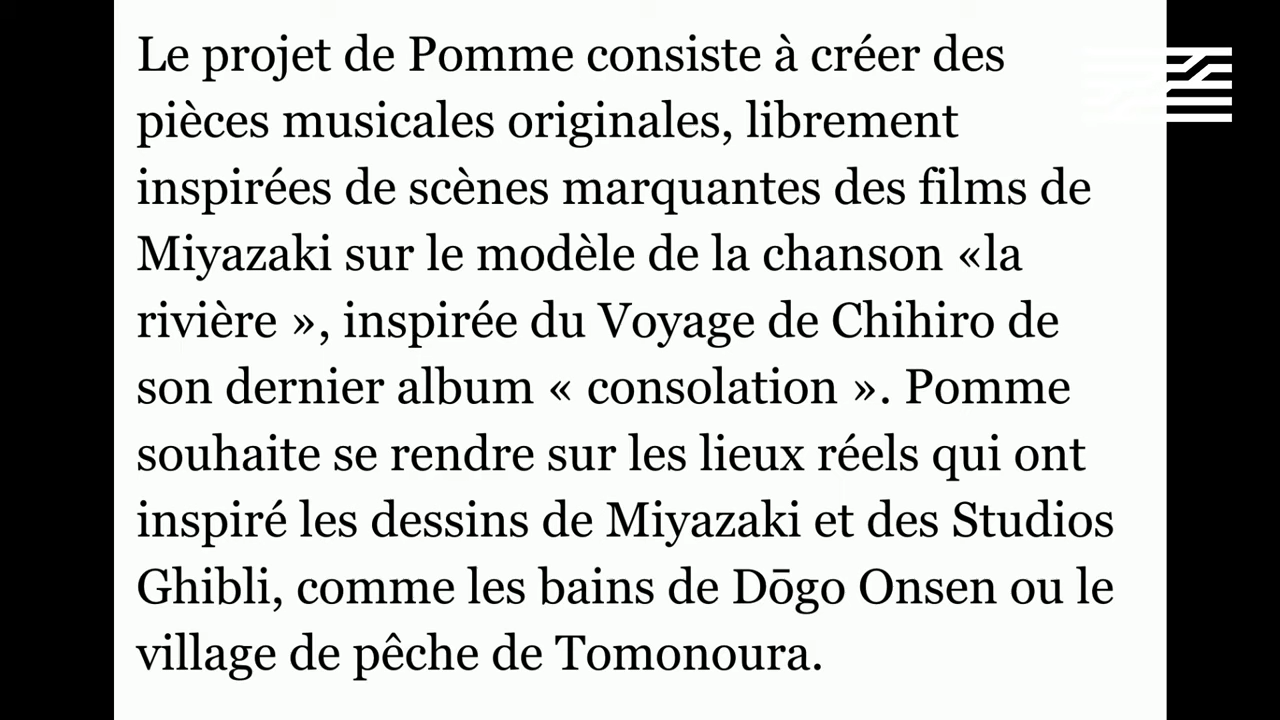 Le projet de Pomme consiste à créer des
pièces musicales originales, librement
inspirées de scènes marquantes des films de
Miyazaki sur le modèle de la chanson «la
rivière », inspirée du Voyage de Chihiro de
son dernier album « consolation ». Pomme
souhaite se rendre sur les lieux réels qui ont
inspiré les dessins de Miyazaki et des Studios
Ghibli, comme les bains de Dōgo Onsen ou le
village de pêche de Tomonoura.